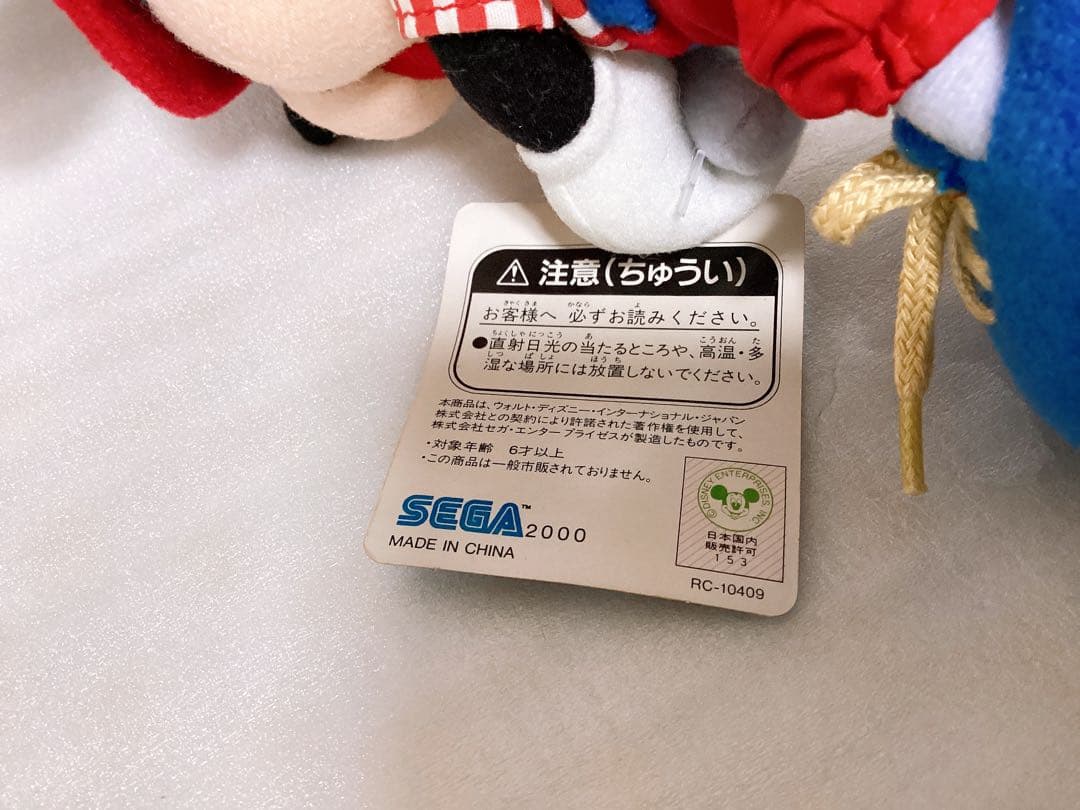 ⚠ 注意(ちゅうい)
お客様へ 必ずお読みください。
●直射日光の当たるところや、高温・多
湿な場所には放置しないでください。
本商品は、ウォルト・ディズニー・インターナショナル・ジャパン
株式会社との契約により許諾された著作権を使用して、
株式会社セガ・エンタープライゼスが製造したものです。
・対象年齢 6才以上
・この商品は一般市販されておりません。
SEGA™ 2000
MADE IN CHINA
© DISNEY ENTERPRISES, INC
日本国内
販売許可
153
RC-10409